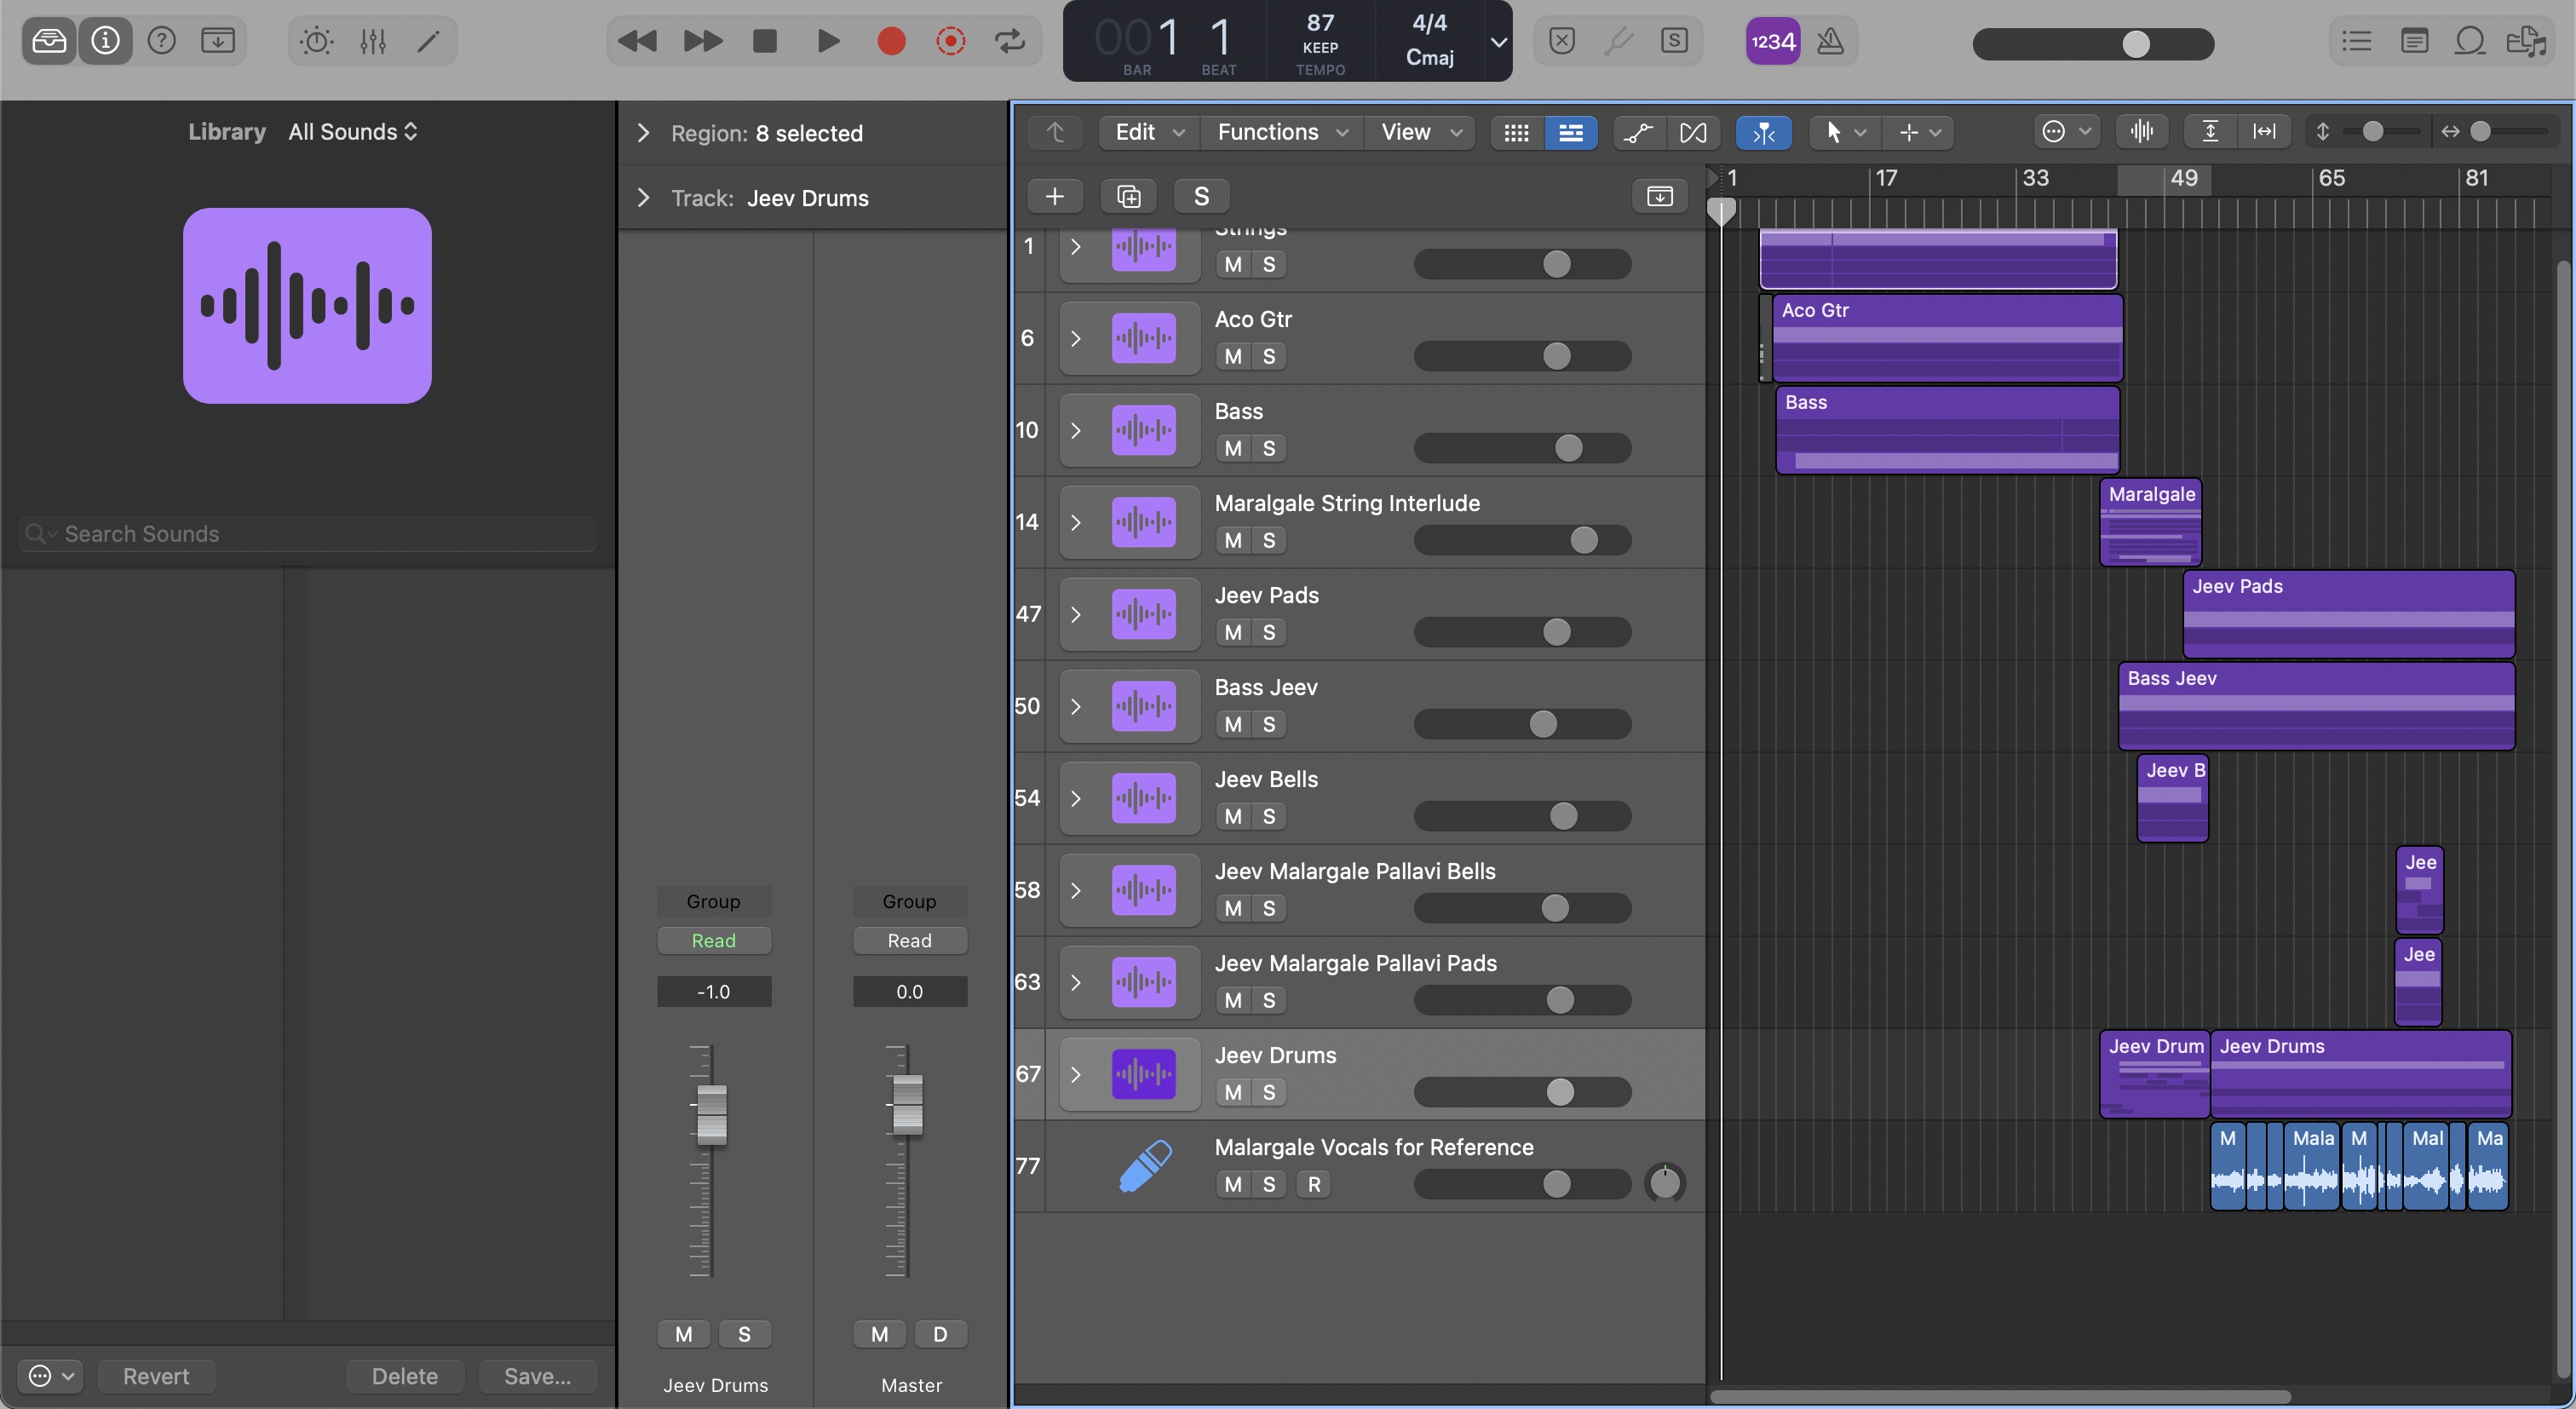 001 1 87 4/4
KEEP Cmaj
BAR BEAT TEMPO
S
1234
Library All Sounds
Search Sounds
Revert Delete Save...
Region: 8 selected
Track: Jeev Drums
Group Group
Read Read
-1.0 0.0
M S M D
Jeev Drums Master
Edit Functions View
S
1 17 33 49 65 81
1 Strings
M S
6 Aco Gtr
M S
Aco Gtr
10 Bass
M S
Bass
14 Maralgale String Interlude
M S
Maralgale
47 Jeev Pads
M S
Jeev Pads
50 Bass Jeev
M S
Bass Jeev
54 Jeev Bells
M S
Jeev B
58 Jeev Malargale Pallavi Bells
M S
Jee
63 Jeev Malargale Pallavi Pads
M S
Jee
67 Jeev Drums
M S
Jeev Drum Jeev Drums
77 Malargale Vocals for Reference
M S R
M Mala M Mal Ma